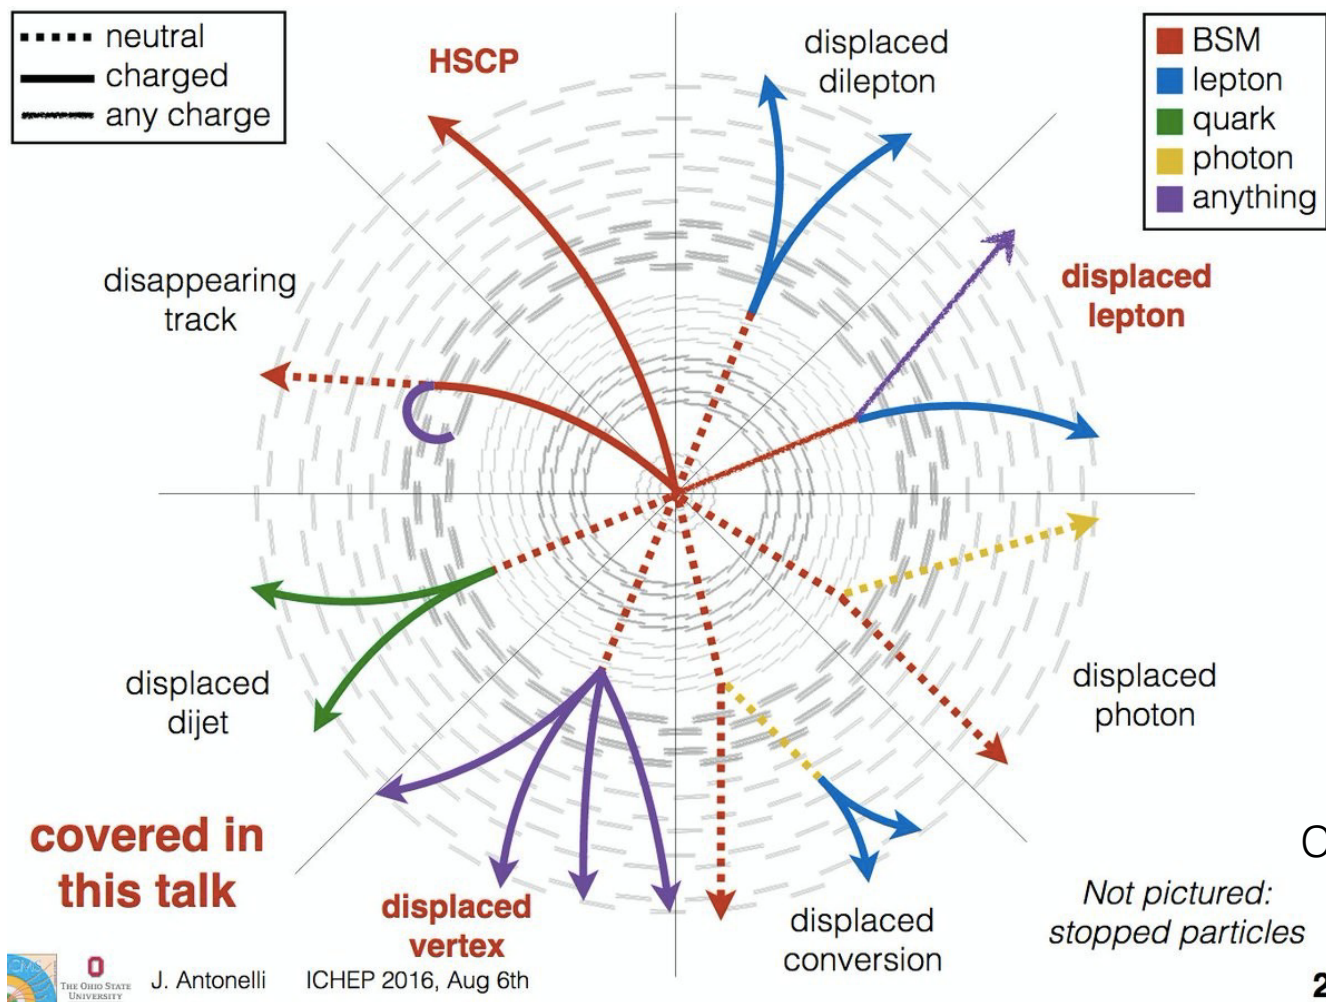 neutral
charged
any charge
HSCP
displaced
dilepton
BSM
lepton
quark
photon
anything
disappearing
track
displaced
lepton
displaced
dijet
displaced
photon
covered in
this talk
displaced
vertex
displaced
conversion
Not pictured:
stopped particles
CMS
THE OHIO STATE
UNIVERSITY
J. Antonelli
ICHEP 2016, Aug 6th
2